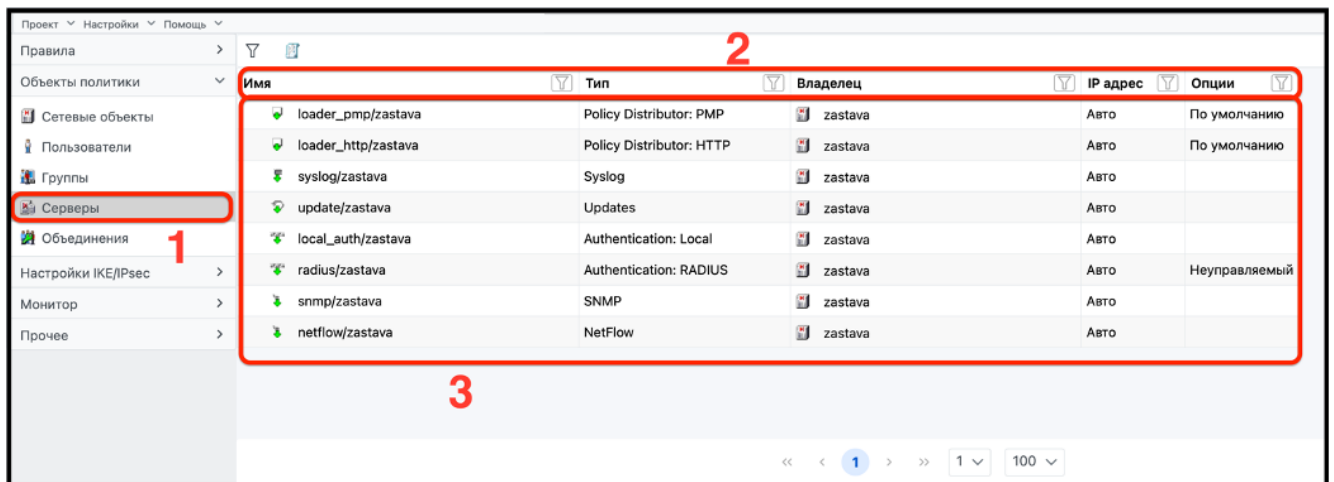 Проект Настройки Помощь
Правила
2
Объекты политики
Имя Тип Владелец IP адрес Опции
Сетевые объекты
loader_pmp/zastava Policy Distributor: PMP zastava Авто По умолчанию
Пользователи
loader_http/zastava Policy Distributor: HTTP zastava Авто По умолчанию
Группы
syslog/zastava Syslog zastava Авто
Серверы
update/zastava Updates zastava Авто
Объединения
1
local_auth/zastava Authentication: Local zastava Авто
Настройки IKE/IPsec
radius/zastava Authentication: RADIUS zastava Авто Неуправляемый
Монитор
snmp/zastava SNMP zastava Авто
Прочее
netflow/zastava NetFlow zastava Авто
3
<< < 1 > >> 1 100